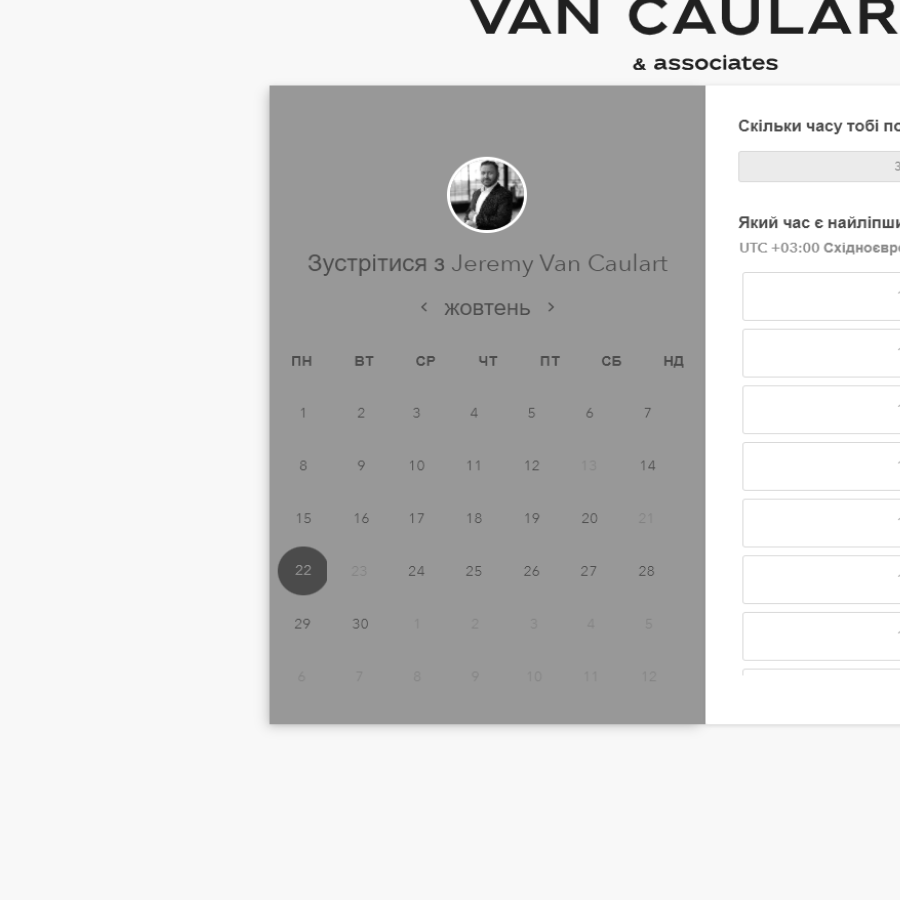 VAN CAULAR
& associates
Зустрітися з Jeremy Van Caulart
< жовтень >
ПН ВТ СР ЧТ ПТ СБ НД
1 2 3 4 5 6 7
8 9 10 11 12 13 14
15 16 17 18 19 20 21
22 23 24 25 26 27 28
29 30 1 2 3 4 5
6 7 8 9 10 11 12
Скільки часу тобі по
3
Який час є найліпши
UTC +03:00 Східноєвро